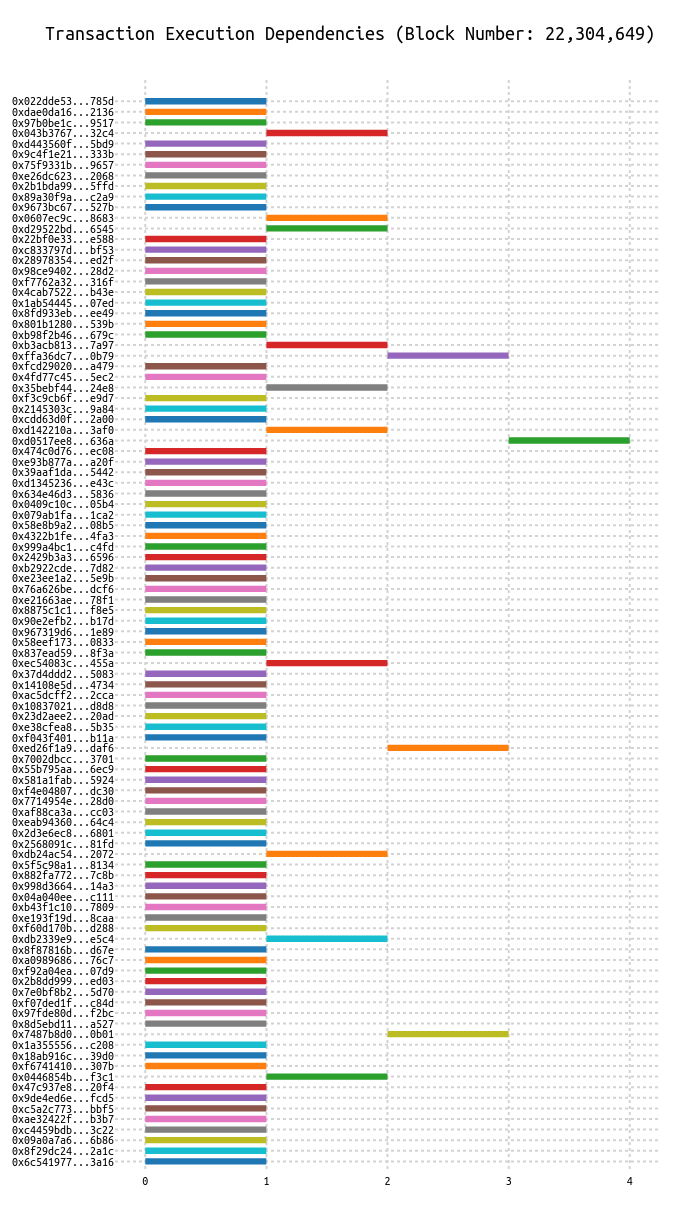 Transaction Execution Dependencies (Block Number: 22,304,649)
0x022dde53...785d
0xdae0da16...2136
0x97b0be1c...9517
0x043b3767...32c4
0xd443560f...5bd9
0x9c4f1e21...333b
0x75f9331b...9657
0xe26dc623...2068
0x2b1bda99...5ffd
0x89a30f9a...c2a9
0x9673bc67...527b
0x0607ec9c...8683
0xd29522bd...6545
0x22bf0e33...e588
0xc833797d...bf53
0x28978354...ed2f
0x98ce9402...28d2
0xf7762a32...316f
0x4cab7522...b43e
0x1ab54445...07ed
0x8fd933eb...ee49
0x801b1280...539b
0xb98f2b46...679c
0xb3acb813...7a97
0xffa36dc7...0b79
0xfcd29020...a479
0x4fd77c45...5ec2
0x35bebf44...24e8
0xf3c9cb6f...e9d7
0x2145303c...9a84
0xcdd63d0f...2a00
0xd142210a...3af0
0xd0517ee8...636a
0x474c0d76...ec08
0xe93b877a...a20f
0x39aaf1da...5442
0xd1345236...e43c
0x634e46d3...5836
0x0409c10c...05b4
0x079ab1fa...1ca2
0x58e8b9a2...08b5
0x4322b1fe...4fa3
0x999a4bc1...c4fd
0x2429b3a3...6596
0xb2922cde...7d82
0xe23ee1a2...5e9b
0x76a626be...dcf6
0xe21663ae...78f1
0x8875c1c1...f8e5
0x90e2efb2...b17d
0x967319d6...1e89
0x58eef173...0833
0x837ead59...8f3a
0xec54083c...455a
0x37d4ddd2...5083
0x14108e5d...4734
0xac5dcff2...2cca
0x10837021...d8d8
0x23d2aee2...20ad
0xe38cfea8...5b35
0xf043f401...b11a
0xed26f1a9...daf6
0x7002dbcc...3701
0x55b795aa...6ec9
0x581a1fab...5924
0xf4e04807...dc30
0x7714954e...28d0
0xaf88ca3a...cc03
0xeab94360...64c4
0x2d3e6ec8...6801
0x2568091c...81fd
0xdb24ac54...2072
0x5f5c98a1...8134
0x882fa772...7c8b
0x998d3664...14a3
0x04a040ee...c111
0xb43f1c10...7809
0xe193f19d...8caa
0xf60d170b...d288
0xdb2339e9...e5c4
0x8f87816b...d67e
0xa0989686...76c7
0xf92a04ea...07d9
0x2b8dd999...ed03
0x7e0bf8b2...5d70
0xf07ded1f...c84d
0x97fde80d...f2bc
0x8d5ebd11...a527
0x7487b8d0...0b01
0x1a355556...c208
0x18ab916c...39d0
0xf6741410...307b
0x0446854b...f3c1
0x47c937e8...20f4
0x9de4ed6e...fcd5
0xc5a2c773...bbf5
0xae32422f...b3b7
0xc4459bdb...3c22
0x09a0a7a6...6b86
0x8f29dc24...2a1c
0x6c541977...3a16
0 1 2 3 4